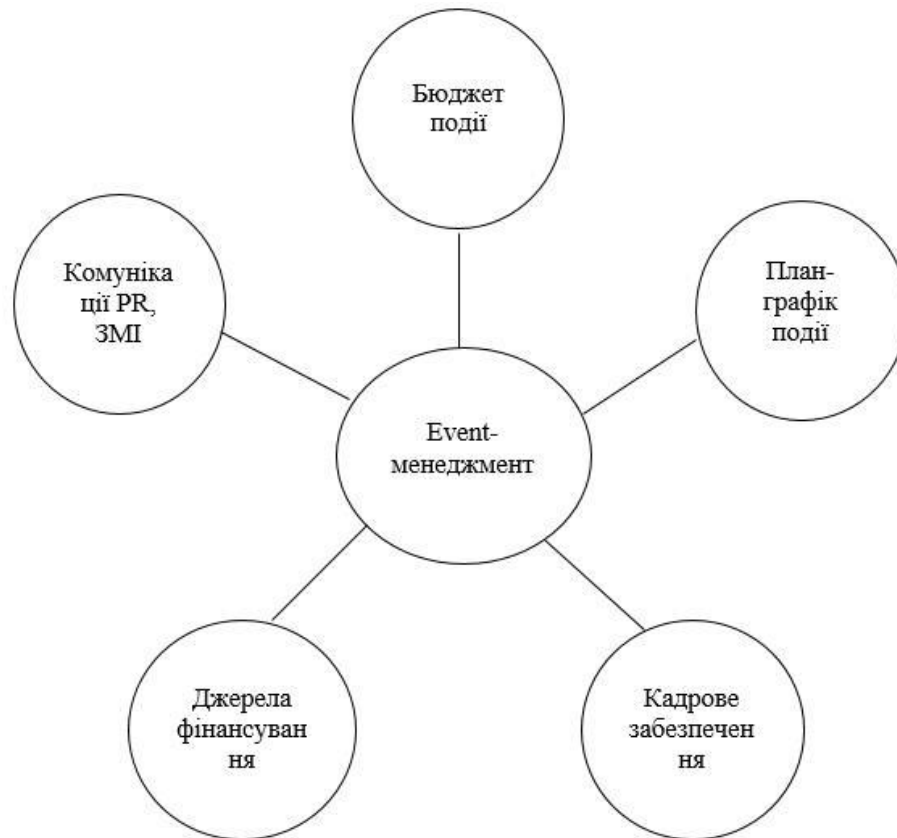 Бюджет
події
Комуніка
ції PR,
ЗМІ
План-
графік
події
Event-
менеджмент
Джерела
фінансуван
ня
Кадрове
забезпечен
ня